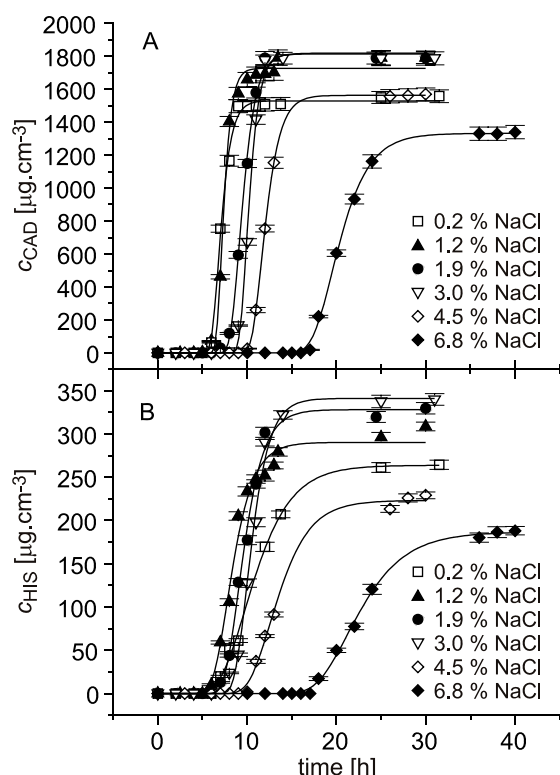 2000
A
1800
1600
1400
1200
1000
800
600
400
200
0
c_CAD [µg.cm⁻³]
0.2 % NaCl
1.2 % NaCl
1.9 % NaCl
3.0 % NaCl
4.5 % NaCl
6.8 % NaCl
B
350
300
250
200
150
100
50
0
c_HIS [µg.cm⁻³]
0.2 % NaCl
1.2 % NaCl
1.9 % NaCl
3.0 % NaCl
4.5 % NaCl
6.8 % NaCl
0 10 20 30 40
time [h]